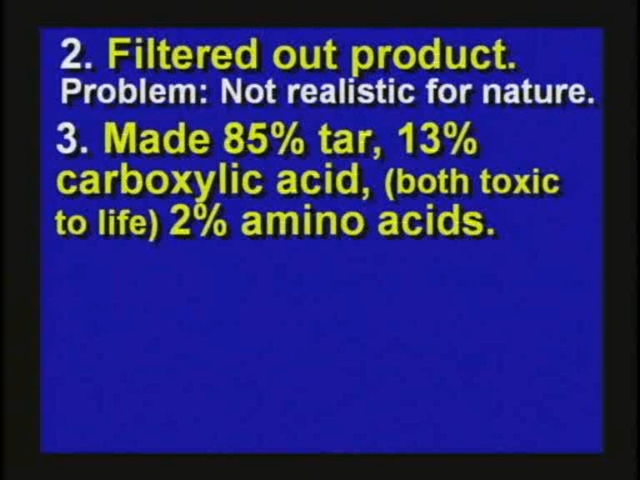 2. Filtered out product.
Problem: Not realistic for nature.
3. Made 85% tar, 13%
carboxylic acid, (both toxic
to life) 2% amino acids.